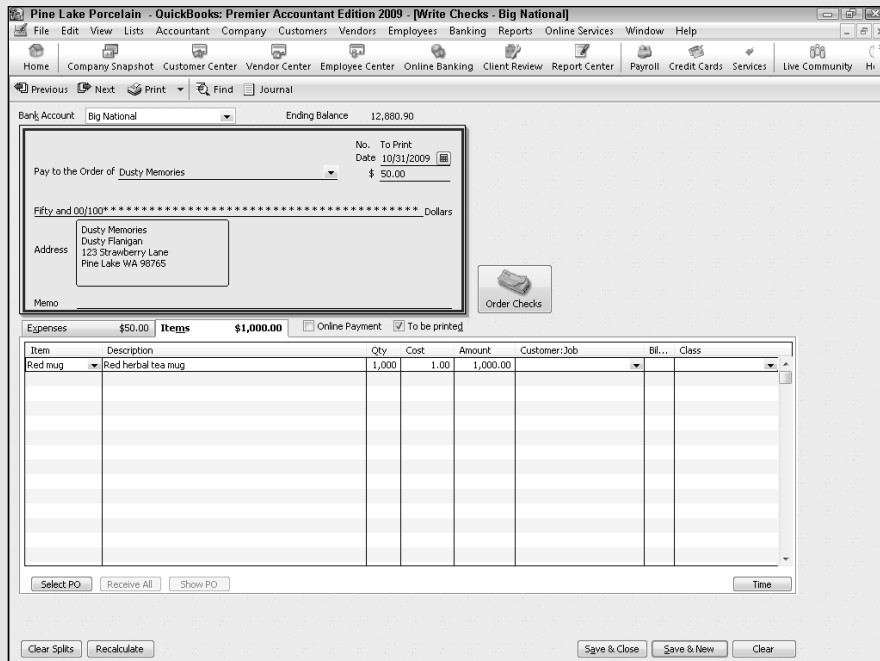 Pine Lake Porcelain - QuickBooks: Premier Accountant Edition 2009 - [Write Checks - Big National]
File Edit View Lists Accountant Company Customers Vendors Employees Banking Reports Online Services Window Help
Home Company Snapshot Customer Center Vendor Center Employee Center Online Banking Client Review Report Center Payroll Credit Cards Services Live Community
Previous Next Print Find Journal
Bank Account Big National Ending Balance 12,880.90
No. To Print
Date 10/31/2009
Pay to the Order of Dusty Memories $ 50.00
Fifty and 00/100* * * * * * * * * * * * * * * * * * * * * * * * * * * * * * * * * * * * * * * * * * Dollars
Dusty Memories
Dusty Flanigan
Address 123 Strawberry Lane
Pine Lake WA 98765
Memo
Order Checks
Expenses $50.00 Items $1,000.00 Online Payment To be printed
Item Description Qty Cost Amount Customer:Job Bil... Class
Red mug Red herbal tea mug 1,000 1.00 1,000.00
Select PO Receive All Show PO Time
Clear Splits Recalculate Save & Close Save & New Clear